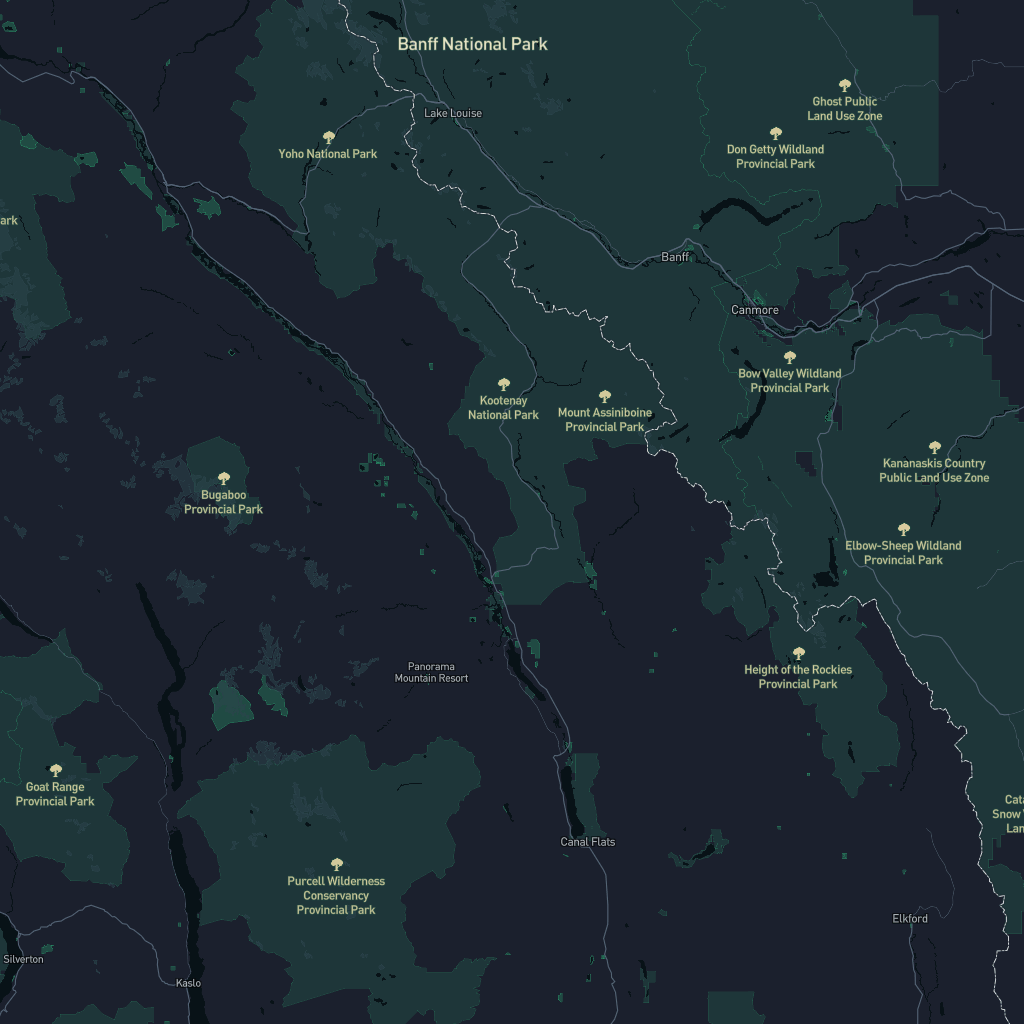 Banff National Park
Ghost Public
Land Use Zone
Lake Louise
Don Getty Wildland
Provincial Park
Yoho National Park
ark
Banff
Canmore
Bow Valley Wildland
Provincial Park
Kootenay
National Park
Mount Assiniboine
Provincial Park
Kananaskis Country
Public Land Use Zone
Bugaboo
Provincial Park
Elbow-Sheep Wildland
Provincial Park
Panorama
Mountain Resort
Height of the Rockies
Provincial Park
Goat Range
Provincial Park
Cata
Snow
Lan
Canal Flats
Purcell Wilderness
Conservancy
Provincial Park
Elkford
Silverton
Kaslo